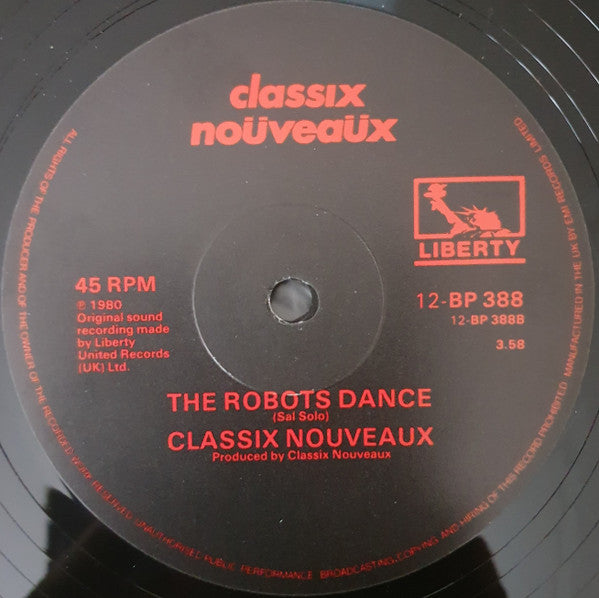 classix
noüveaüx
LIBERTY
45 RPM
℗ 1980
Original sound
recording made
by Liberty
United Records
(UK) Ltd.
12-BP 388
12-BP 388B
3.58
THE ROBOTS DANCE
(Sal Solo)
CLASSIX NOUVEAUX
Produced by Classix Nouveaux
ALL RIGHTS OF THE PRODUCER AND OF THE OWNER OF THE RECORDED WORK RESERVED. UNAUTHORISED PUBLIC PERFORMANCE BROADCASTING, COPYING AND HIRING OF THIS RECORD PROHIBITED. MANUFACTURED IN THE UK BY EMI RECORDS LIMITED